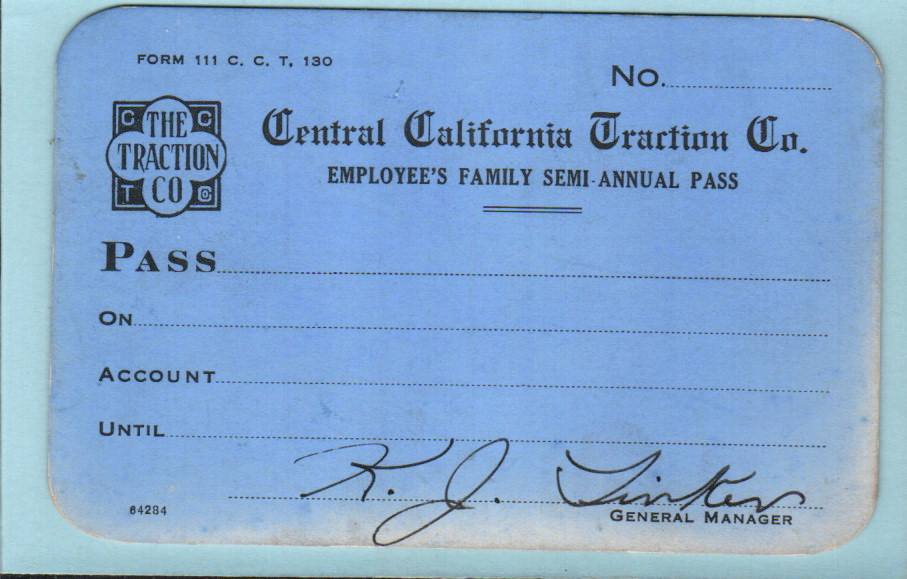 FORM 111 C. C. T, 130
No.
C THE C
TRACTION
T CO C
Central California Traction Co.
EMPLOYEE'S FAMILY SEMI-ANNUAL PASS
PASS
ON
ACCOUNT
UNTIL
K. J. Linker
GENERAL MANAGER
64284